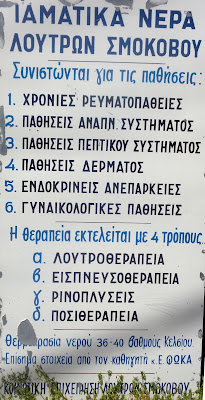 ΙΑΜΑΤΙΚΑ ΝΕΡΑ
ΛΟΥΤΡΩΝ ΣΜΟΚΟΒΟΥ
Συνιστώνται για τις παθήσεις:
1. ΧΡΟΝΙΕΣ ΡΕΥΜΑΤΟΠΑΘΕΙΕΣ
2. ΠΑΘΗΣΕΙΣ ΑΝΑΠΝ. ΣΥΣΤΗΜΑΤΟΣ
3. ΠΑΘΗΣΕΙΣ ΠΕΠΤΙΚΟΥ ΣΥΣΤΗΜΑΤΟΣ
4. ΠΑΘΗΣΕΙΣ ΔΕΡΜΑΤΟΣ
5. ΕΝΔΟΚΡΙΝΕΙΣ ΑΝΕΠΑΡΚΕΙΕΣ
6. ΓΥΝΑΙΚΟΛΟΓΙΚΕΣ ΠΑΘΗΣΕΙΣ
Η θεραπεία εκτελείται με 4 τρόπους...
α. ΛΟΥΤΡΟΘΕΡΑΠΕΙΑ
β. ΕΙΣΠΝΕΥΣΟΘΕΡΑΠΕΙΑ
γ. ΡΙΝΟΠΛΥΣΕΙΣ
δ. ΠΟΣΙΘΕΡΑΠΕΙΑ
Θερμοκρασία νερού 36-40 βαθμούς Κελσίου
Επίσημα στοιχεία από τον καθηγητή κ. Ε. ΦΩΚΑ
ΚΟΙΝΟΤΙΚΗ ΕΠΙΧΕΙΡΗΣΗ ΛΟΥΤΡΩΝ ΣΜΟΚΟΒΟΥ